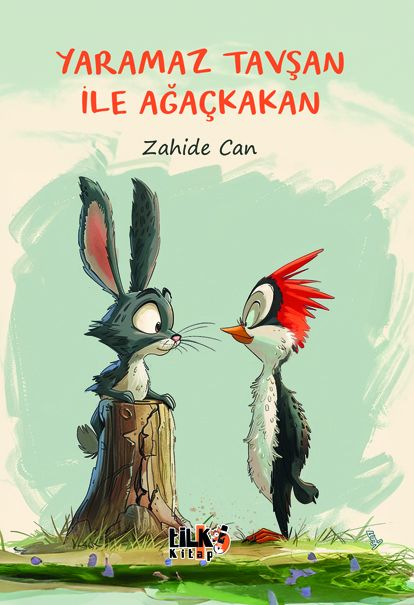 YARAMAZ TAVŞAN
İLE AĞAÇKAKAN
Zahide Can
tiLKi
Kitap